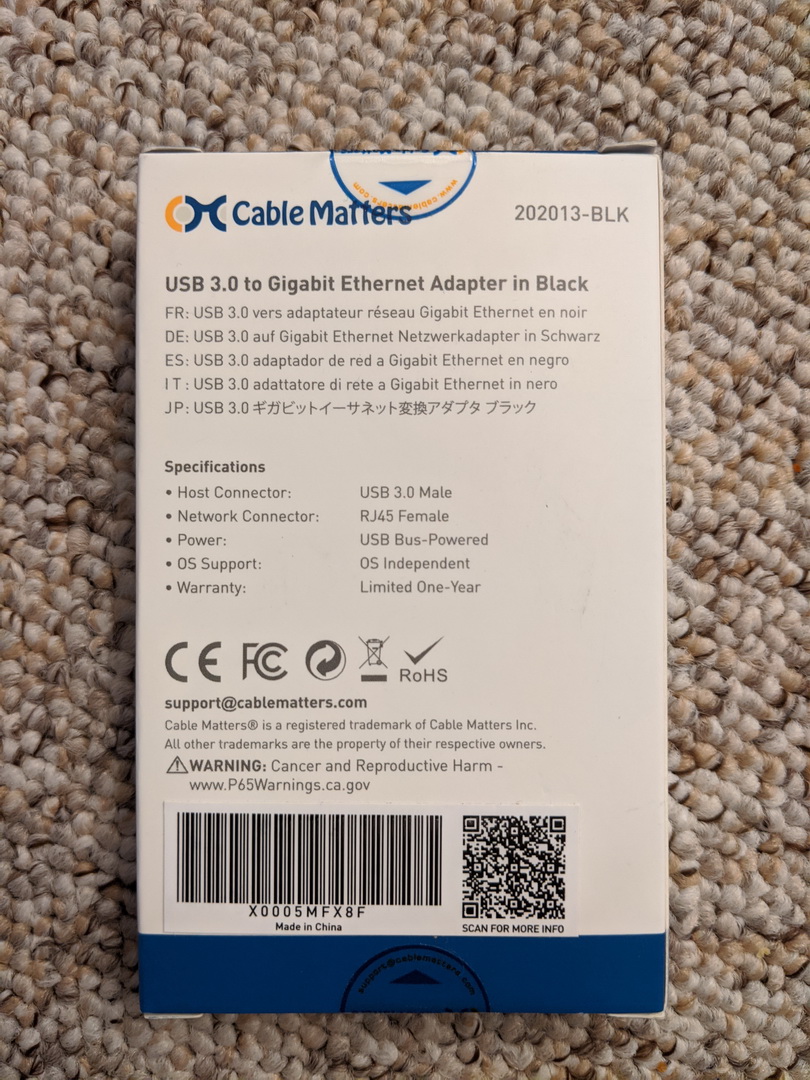 Cable Matters
202013-BLK
www.cablematters.com
USB 3.0 to Gigabit Ethernet Adapter in Black
FR: USB 3.0 vers adaptateur réseau Gigabit Ethernet en noir
DE: USB 3.0 auf Gigabit Ethernet Netzwerkadapter in Schwarz
ES: USB 3.0 adaptador de red a Gigabit Ethernet en negro
IT: USB 3.0 adattatore di rete a Gigabit Ethernet in nero
JP: USB 3.0 ギガビットイーサネット変換アダプタ ブラック
Specifications
• Host Connector: USB 3.0 Male
• Network Connector: RJ45 Female
• Power: USB Bus-Powered
• OS Support: OS Independent
• Warranty: Limited One-Year
CE FC RoHS
support@cablematters.com
Cable Matters® is a registered trademark of Cable Matters Inc.
All other trademarks are the property of their respective owners.
⚠WARNING: Cancer and Reproductive Harm -
www.P65Warnings.ca.gov
X0005MFX8F
Made in China
SCAN FOR MORE INFO
support@cablematters.com